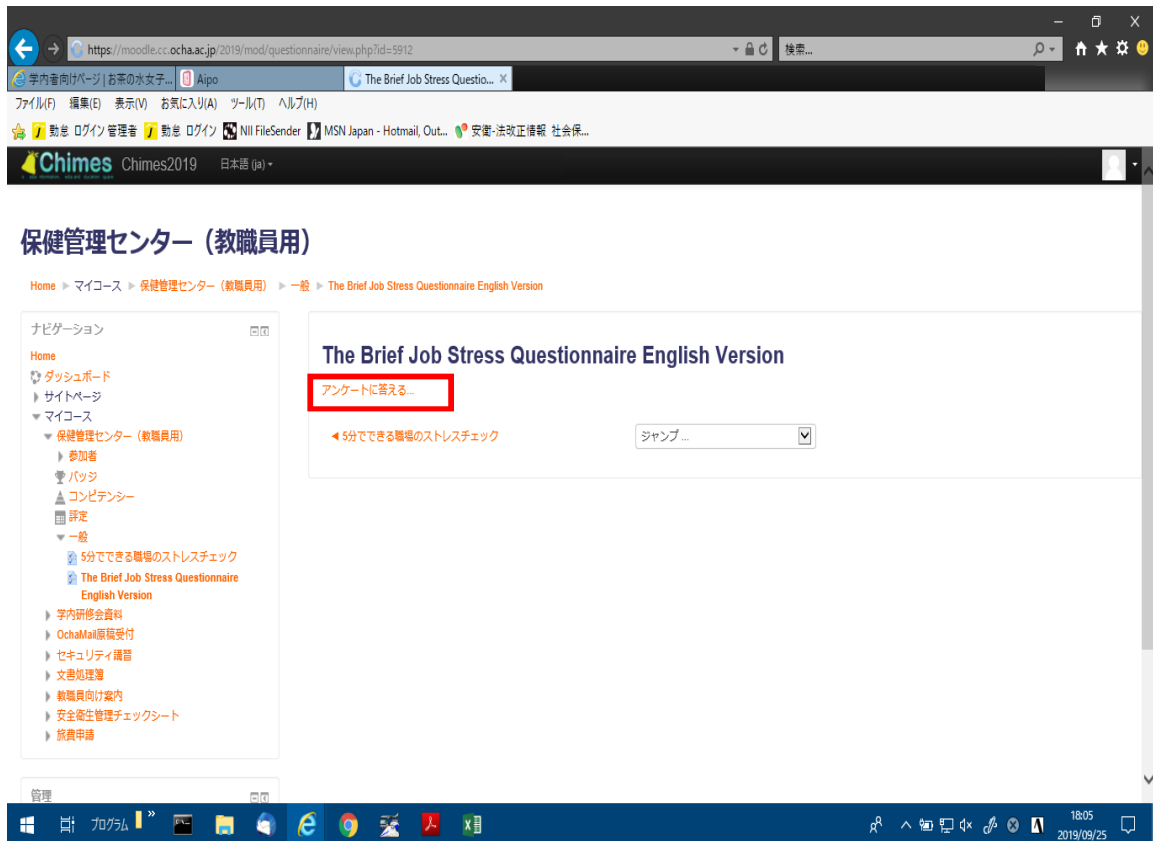 https://moodle.cc.ocha.ac.jp/2019/mod/questionnaire/view.php?id=5912
検索...
学内者向けページ | お茶の水女子...
Aipo
The Brief Job Stress Questio...
ファイル(F) 編集(E) 表示(V) お気に入り(A) ツール(T) ヘルプ(H)
勤怠 ログイン 管理者 勤怠 ログイン NII FileSender MSN Japan - Hotmail, Out... 安衛-法改正情報 社会保...
Chimes Chimes2019 日本語 (ja)
保健管理センター（教職員用）
Home マイコース 保健管理センター（教職員用） 一般 The Brief Job Stress Questionnaire English Version
ナビゲーション
Home
ダッシュボード
サイトページ
マイコース
保健管理センター（教職員用）
参加者
バッジ
コンピテンシー
評定
一般
5分でできる職場のストレスチェック
The Brief Job Stress Questionnaire
English Version
学内研修会資料
OchaMail原稿受付
セキュリティ講習
文書処理簿
教職員向け案内
安全衛生管理チェックシート
旅費申請
管理
The Brief Job Stress Questionnaire English Version
アンケートに答える...
◀ 5分でできる職場のストレスチェック
ジャンプ ...
プログラム
18:05
2019/09/25